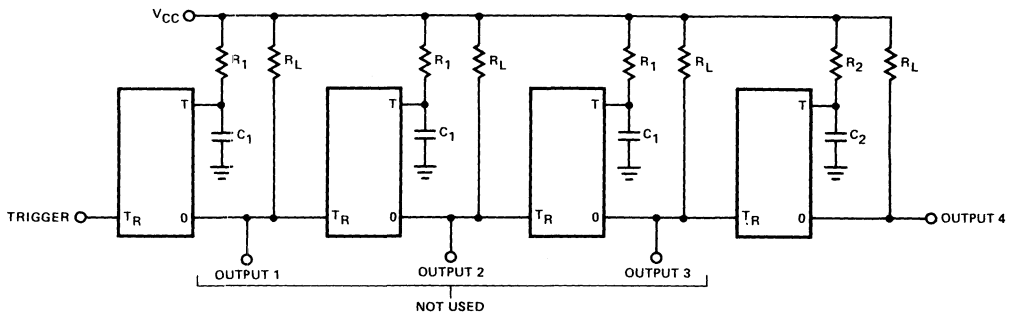 VCC
R1 RL R1 RL R1 RL R2 RL
T T T T
C1 C1 C1 C2
TRIGGER TR 0 TR 0 TR 0 TR 0 OUTPUT 4
OUTPUT 1 OUTPUT 2 OUTPUT 3
NOT USED